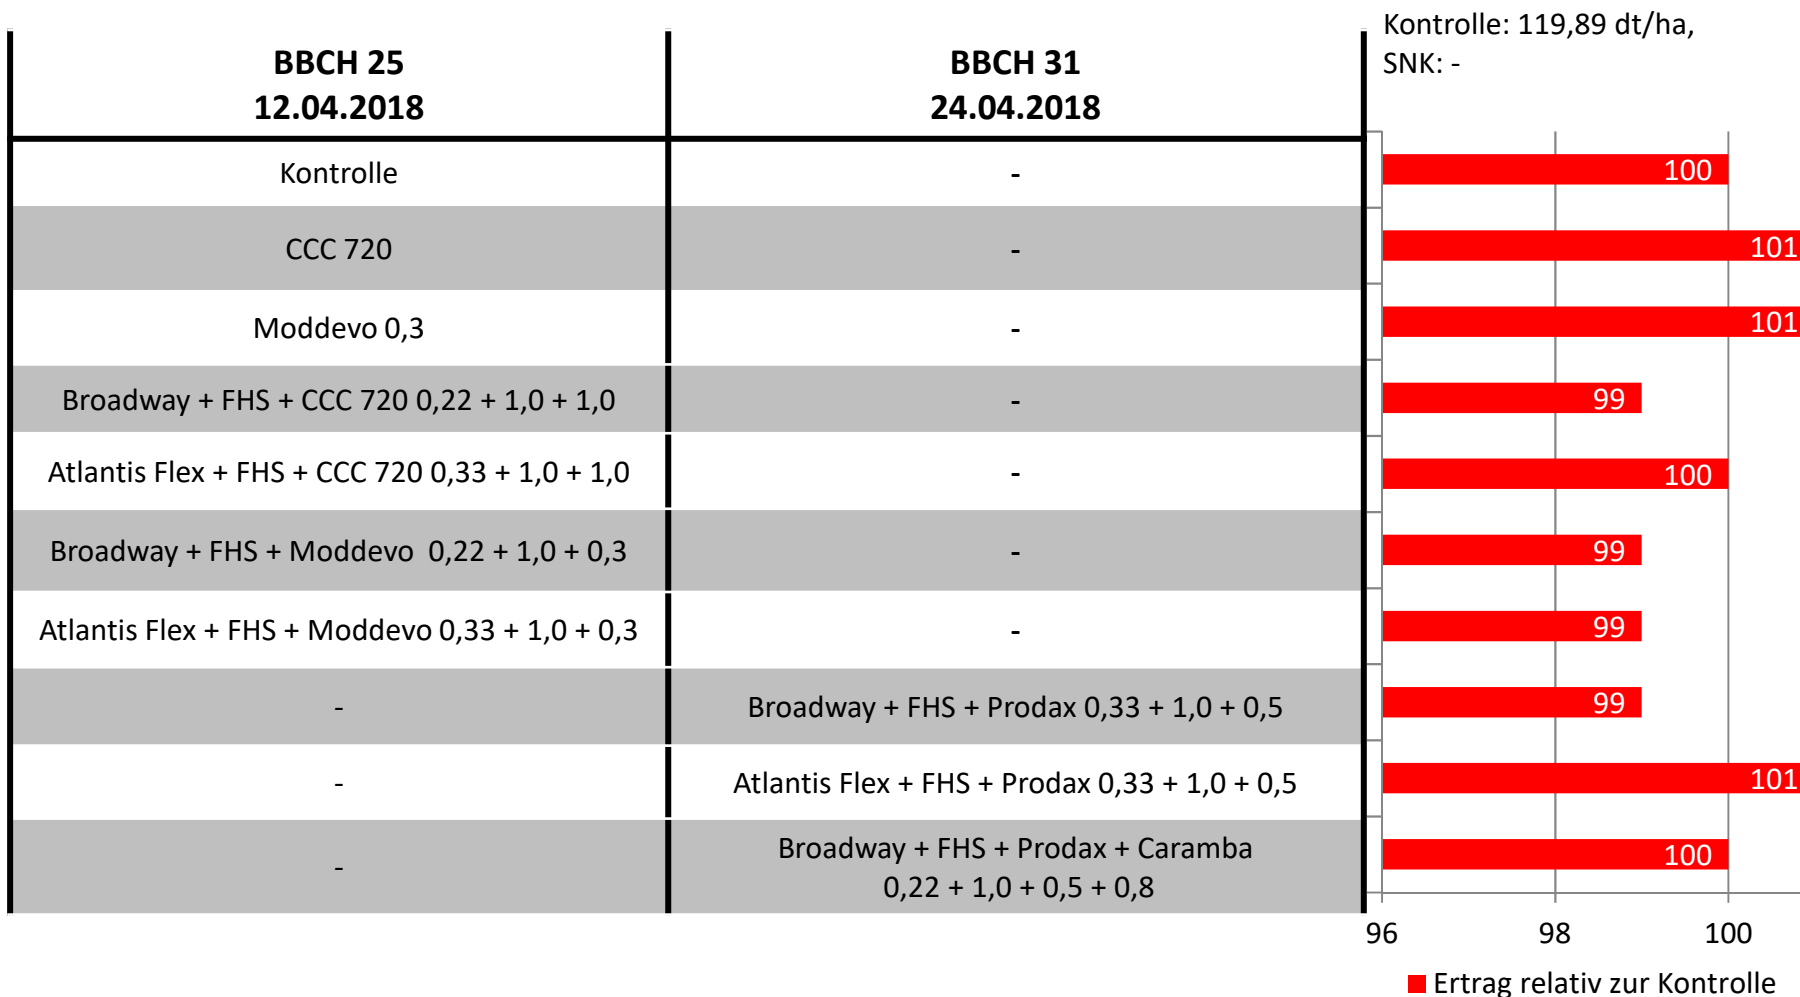 Kontrolle: 119,89 dt/ha,
SNK: -
BBCH 25
12.04.2018
BBCH 31
24.04.2018
Kontrolle - 100
CCC 720 - 101
Moddevo 0,3 - 101
Broadway + FHS + CCC 720 0,22 + 1,0 + 1,0 - 99
Atlantis Flex + FHS + CCC 720 0,33 + 1,0 + 1,0 - 100
Broadway + FHS + Moddevo 0,22 + 1,0 + 0,3 - 99
Atlantis Flex + FHS + Moddevo 0,33 + 1,0 + 0,3 - 99
- Broadway + FHS + Prodax 0,33 + 1,0 + 0,5 99
- Atlantis Flex + FHS + Prodax 0,33 + 1,0 + 0,5 101
- Broadway + FHS + Prodax + Caramba
0,22 + 1,0 + 0,5 + 0,8 100
96 98 100
Ertrag relativ zur Kontrolle